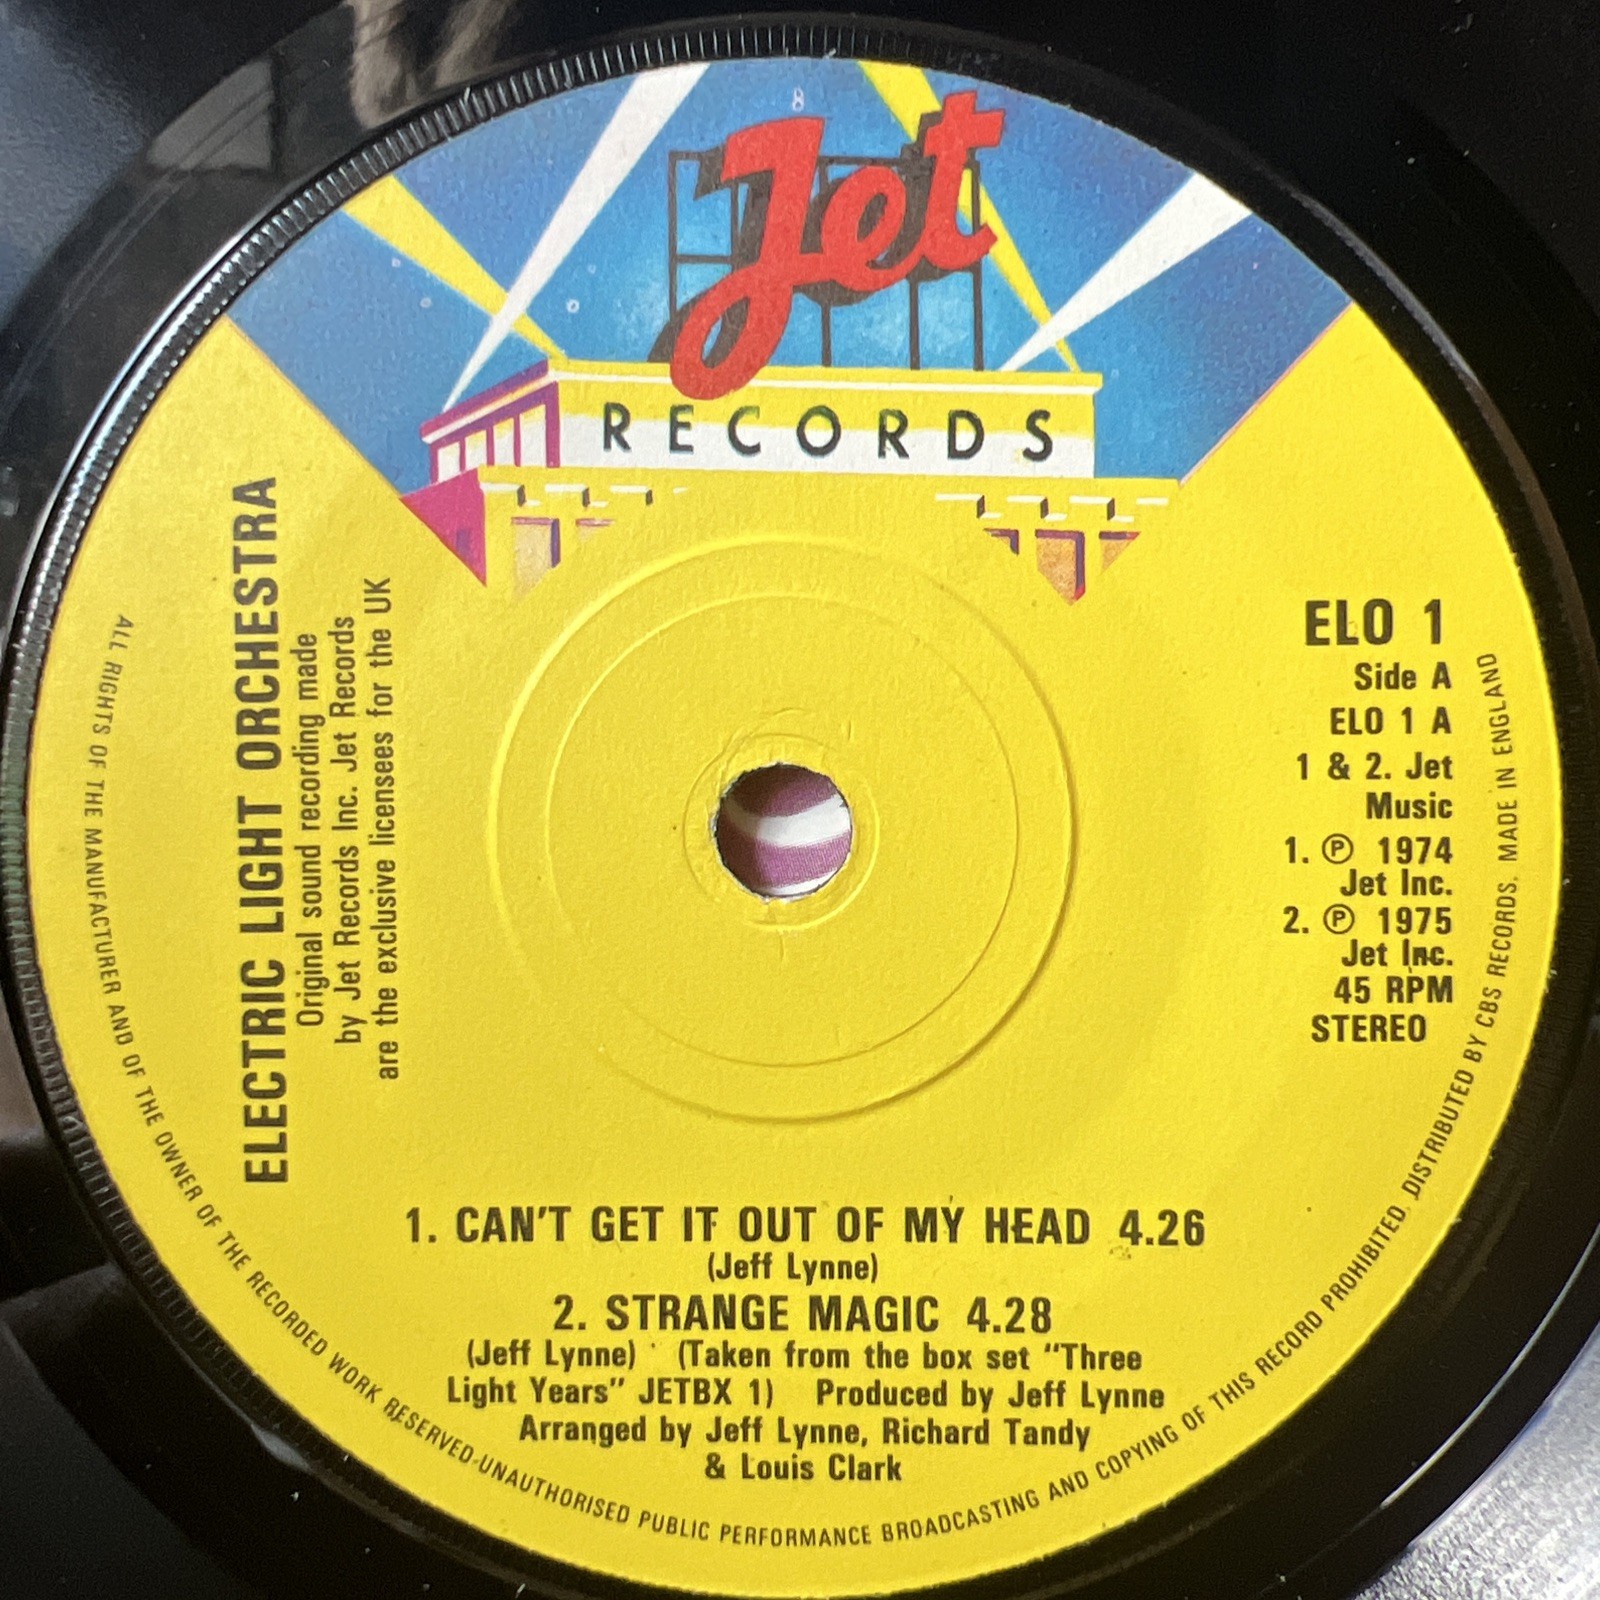 Jet
RECORDS
ELECTRIC LIGHT ORCHESTRA
Original sound recording made
by Jet Records Inc. Jet Records
are the exclusive licensees for the UK
ELO 1
Side A
ELO 1 A
1 & 2. Jet
Music
1. ℗ 1974
Jet Inc.
2. ℗ 1975
Jet Inc.
45 RPM
STEREO
1. CAN'T GET IT OUT OF MY HEAD 4.26
(Jeff Lynne)
2. STRANGE MAGIC 4.28
(Jeff Lynne) (Taken from the box set "Three
Light Years" JETBX 1) Produced by Jeff Lynne
Arranged by Jeff Lynne, Richard Tandy
& Louis Clark
ALL RIGHTS OF THE MANUFACTURER AND OF THE OWNER OF THE RECORDED WORK RESERVED-UNAUTHORISED PUBLIC PERFORMANCE BROADCASTING AND COPYING OF THIS RECORD PROHIBITED. DISTRIBUTED BY CBS RECORDS. MADE IN ENGLAND